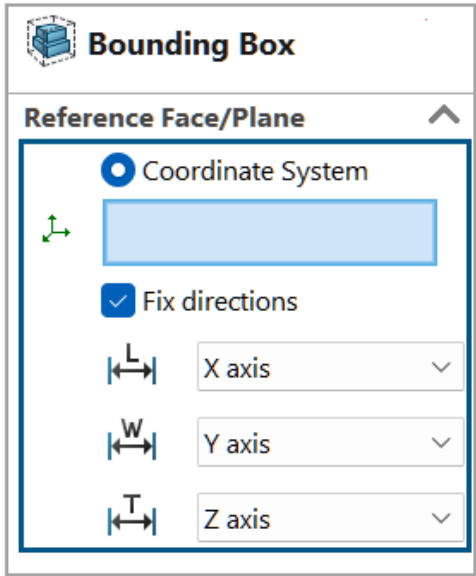 Bounding Box
Reference Face/Plane
Coordinate System
Fix directions
L X axis
W Y axis
T Z axis